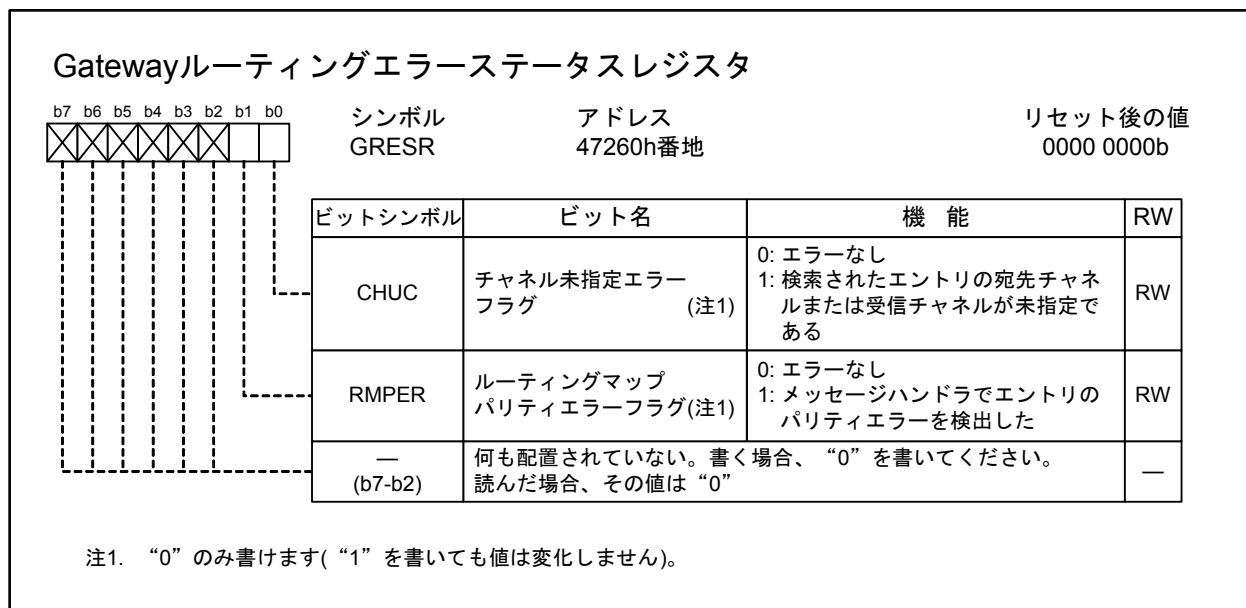 Gatewayルーティングエラーステータスレジスタ
b7 b6 b5 b4 b3 b2 b1 b0
シンボル アドレス リセット後の値
GRESR 47260h番地 0000 0000b
ビットシンボル ビット名 機 能 RW
CHUC
チャネル未指定エラー
フラグ (注1)
0: エラーなし
1: 検索されたエントリの宛先チャネ
ルまたは受信チャネルが未指定で
ある
RW
RMPER
ルーティングマップ
パリティエラーフラグ(注1)
0: エラーなし
1: メッセージハンドラでエントリの
パリティエラーを検出した
RW
—
(b7-b2)
何も配置されていない。書く場合、“0”を書いてください。
読んだ場合、その値は“0”
—
注1. “0”のみ書けます(“1”を書いても値は変化しません)。